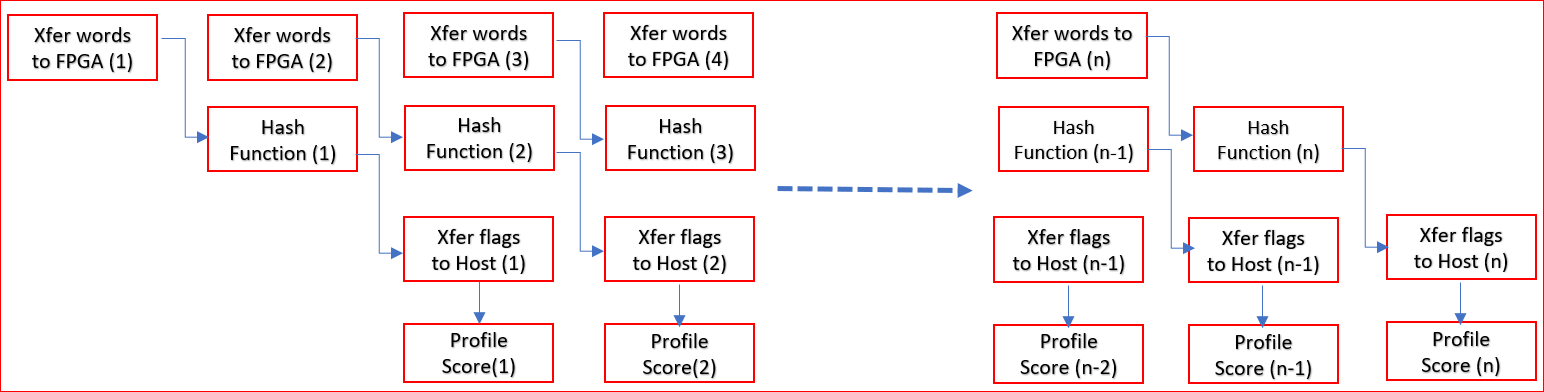 Xfer words
to FPGA (1)
Xfer words
to FPGA (2)
Xfer words
to FPGA (3)
Xfer words
to FPGA (4)
Xfer words to
FPGA (n)
Hash
Function (1)
Hash
Function (2)
Hash
Function (3)
Hash
Function (n-1)
Hash
Function (n)
Xfer flags
to Host (1)
Xfer flags
to Host (2)
Xfer flags
to Host (n-1)
Xfer flags
to Host (n-1)
Xfer flags
to Host (n)
Profile
Score(1)
Profile
Score(2)
Profile
Score (n-2)
Profile
Score (n-1)
Profile
Score (n)